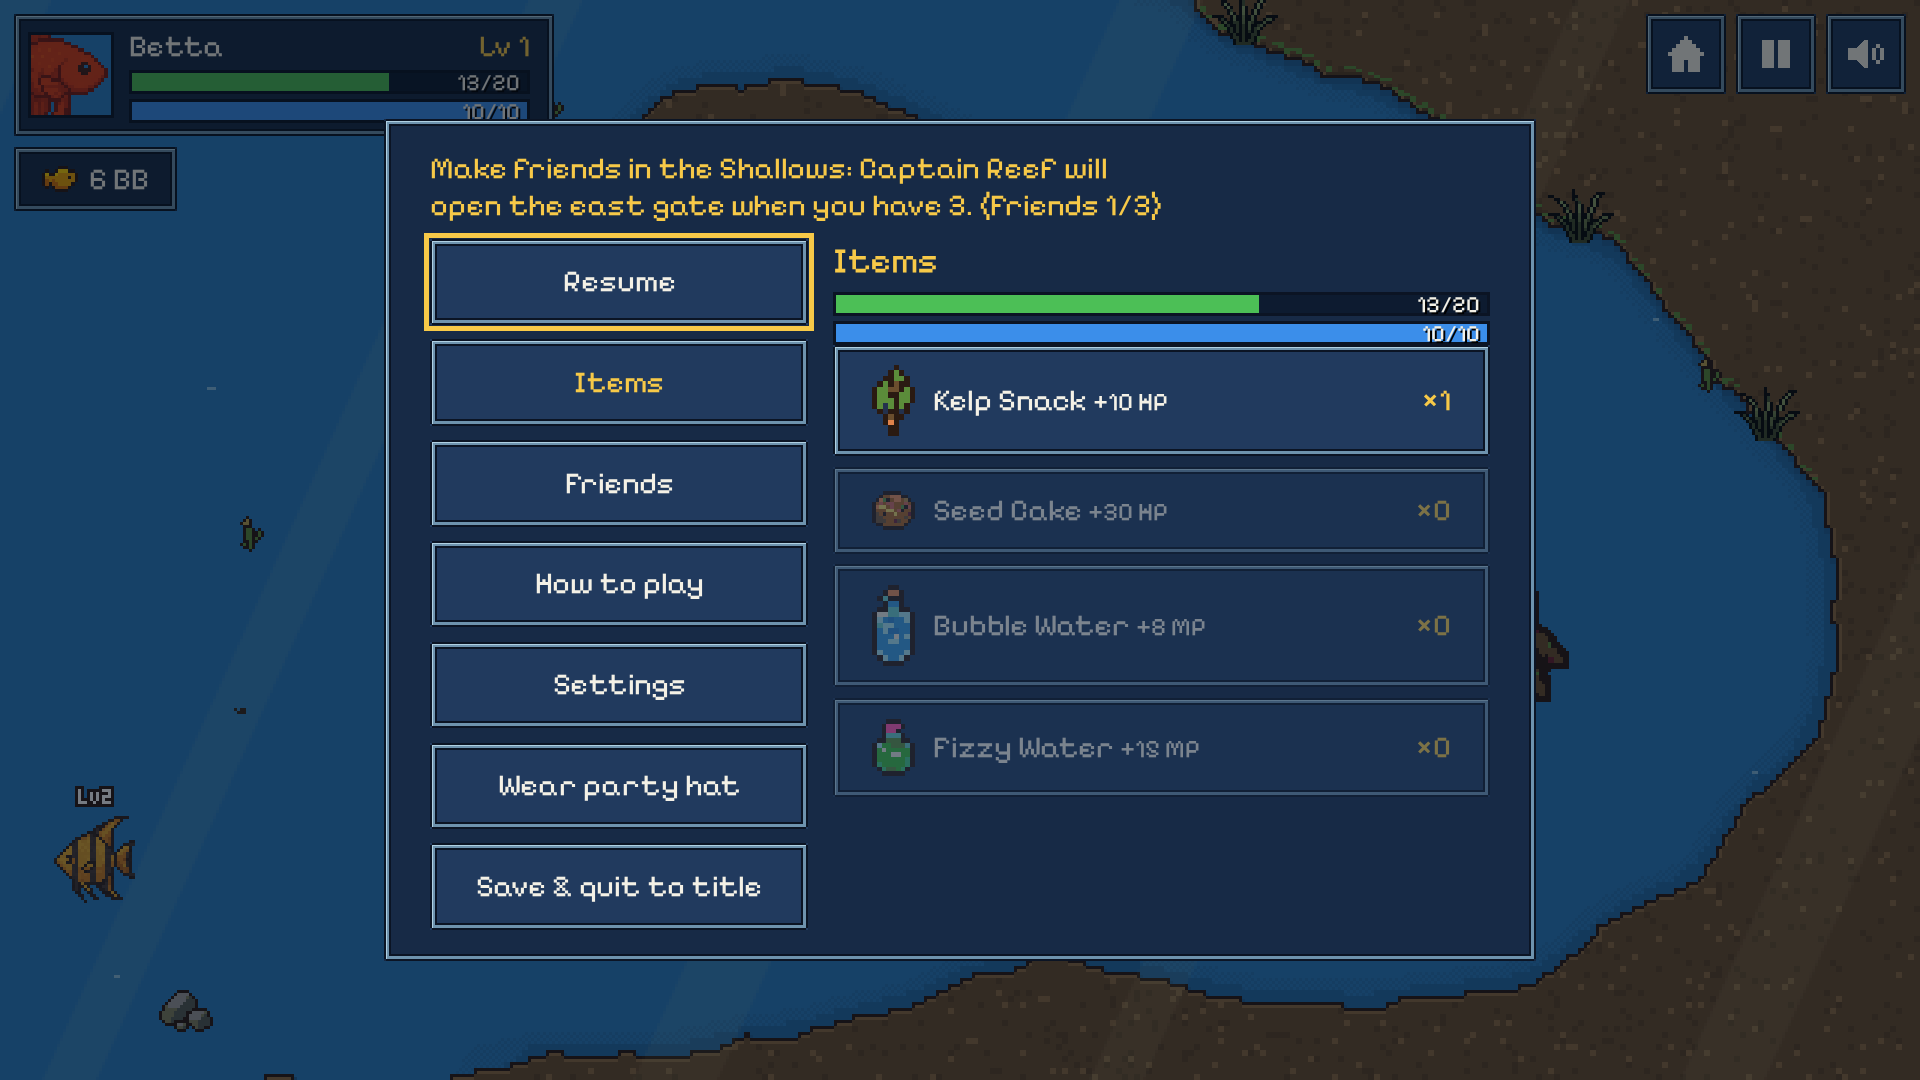 Betta
Lv 1
13/20
10/10
6 BB
Make friends in the Shallows: Captain Reef will
open the east gate when you have 3. (Friends 1/3)
Resume
Items
Friends
How to play
Settings
Wear party hat
Save & quit to title
Items
13/20
10/10
Kelp Snack +10 HP ×1
Seed Cake +30 HP ×0
Bubble Water +8 MP ×0
Fizzy Water +18 MP ×0
Lv2